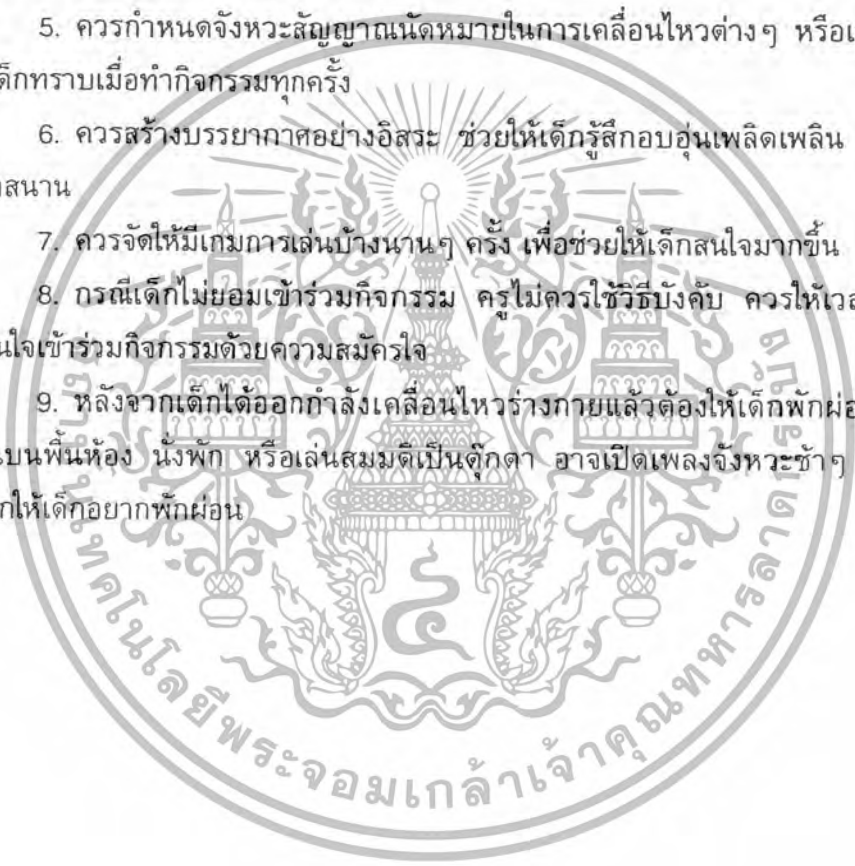 5. ควรกำหนดจังหวะสัญญาณนัดหมายในการเคลื่อนไหวต่างๆ หรือเ
ด็กทราบเมื่อทำกิจกรรมทุกครั้ง
6. ควรสร้างบรรยากาศอย่างอิสระ ช่วยให้เด็กรู้สึกอบอุ่นเพลิดเพลิน
สนาน
7. ควรจัดให้มีเกมการเล่นบ้างนานๆ ครั้ง เพื่อช่วยให้เด็กสนใจมากขึ้น
8. กรณีเด็กไม่ยอมเข้าร่วมกิจกรรม ครูไม่ควรใช้วิธีบังคับ ควรให้เวล
นใจเข้าร่วมกิจกรรมด้วยความสมัครใจ
9. หลังจากเด็กได้ออกกำลังเคลื่อนไหวร่างกายแล้วต้องให้เด็กพักผ่อ
นบนพื้นห้อง นั่งพัก หรือเล่นสมมติเป็นตุ๊กตา อาจเปิดเพลงจังหวะช้าๆ
กให้เด็กอยากพักผ่อน
๔
เทคโนโลยีพระจอมเกล้าเจ้าคุณทหารลาดกระบัง